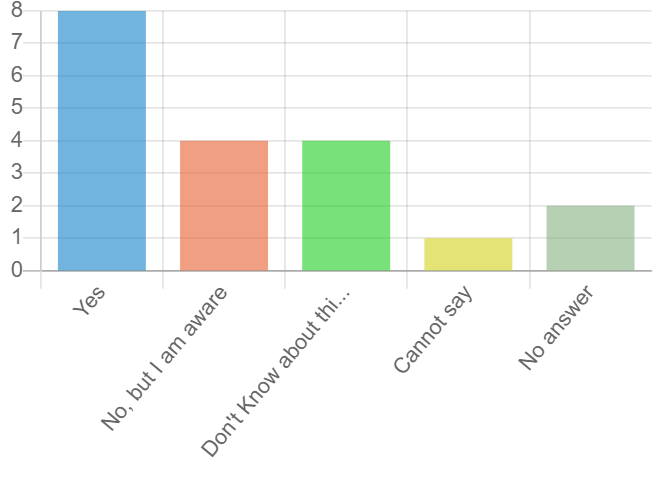 8
7
6
5
4
3
2
1
0
Yes
No, but I am aware
Don't Know about thi...
Cannot say
No answer